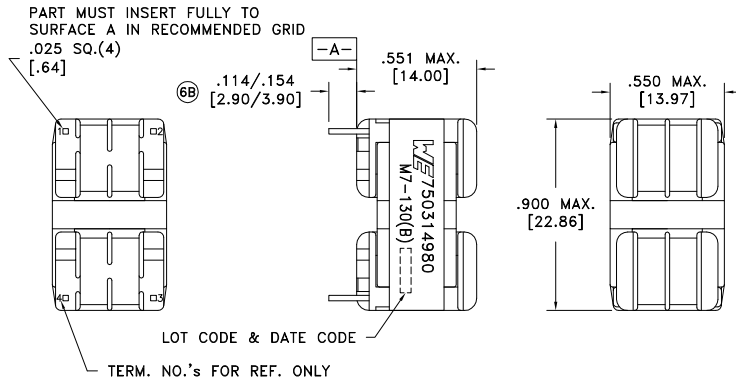 PART MUST INSERT FULLY TO
SURFACE A IN RECOMMENDED GRID
.025 SQ.(4)
[.64]
-A-
.551 MAX.
[14.00]
6B
.114/.154
[2.90/3.90]
.550 MAX.
[13.97]
1
2
WE 750314980
M7-130(B)
.900 MAX.
[22.86]
4
3
LOT CODE & DATE CODE
TERM. NO.'s FOR REF. ONLY